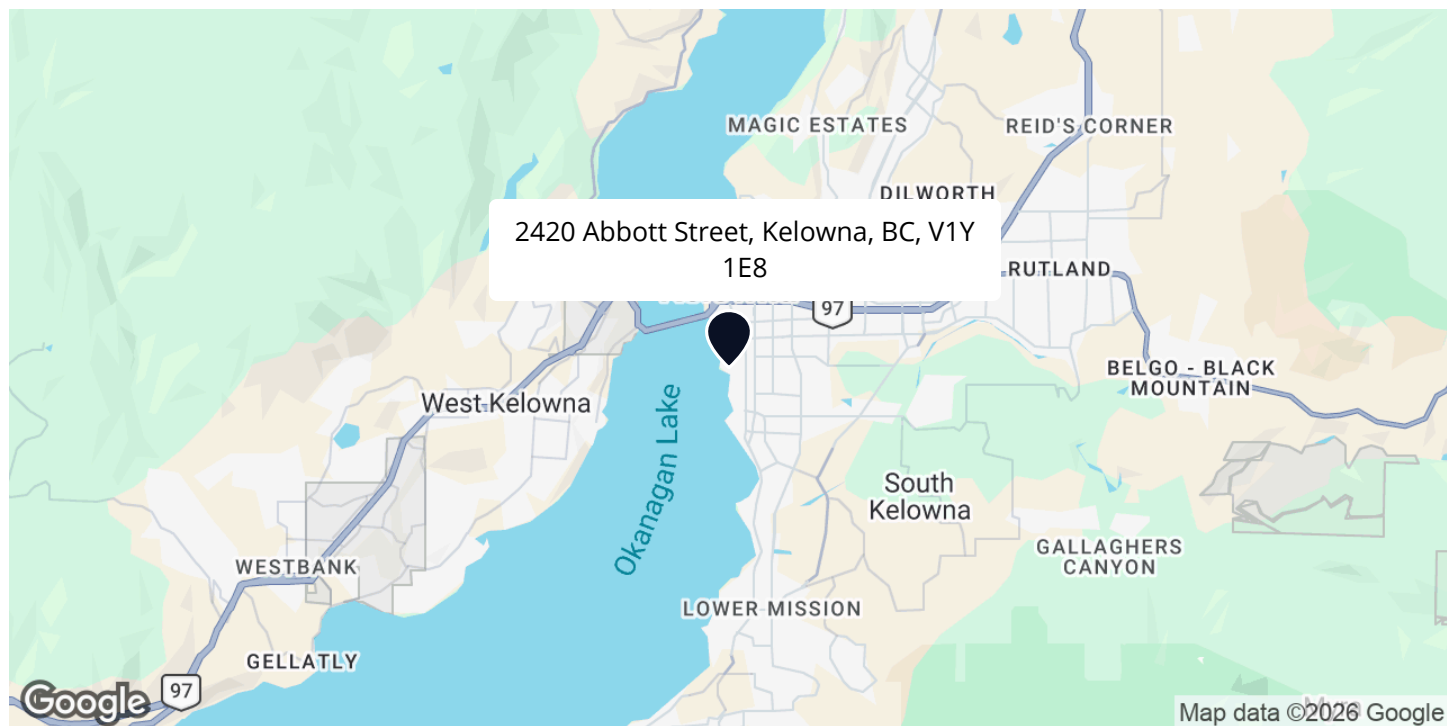 MAGIC ESTATES
REID'S CORNER
DILWORTH
2420 Abbott Street, Kelowna, BC, V1Y
1E8
RUTLAND
97
BELGO - BLACK
MOUNTAIN
West Kelowna
Okanagan Lake
South
Kelowna
GALLAGHERS
CANYON
WESTBANK
LOWER MISSION
GELLATLY
97
Google
Map data ©2026 Google